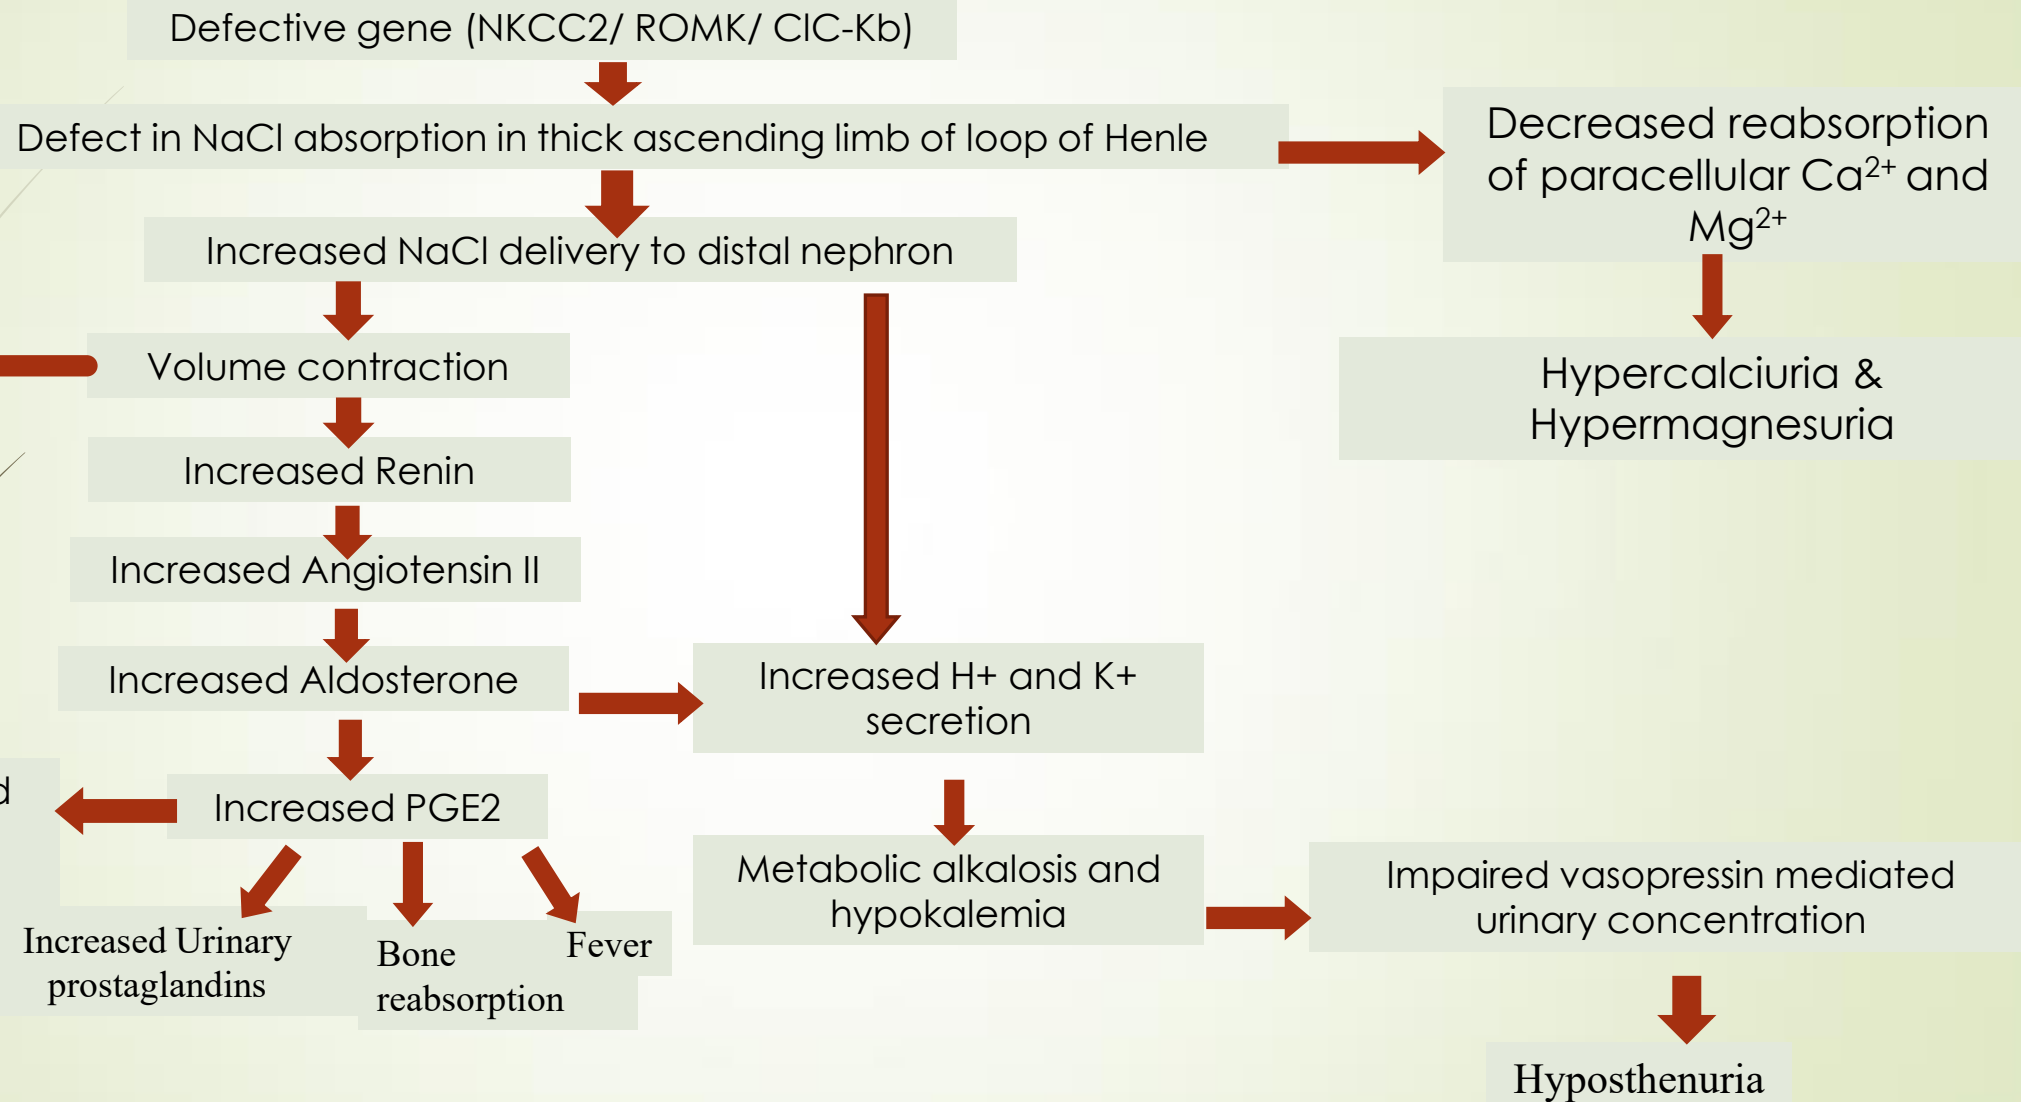 Defective gene (NKCC2/ ROMK/ ClC-Kb)
Defect in NaCl absorption in thick ascending limb of loop of Henle
Decreased reabsorption
of paracellular Ca²⁺ and
Mg²⁺
Increased NaCl delivery to distal nephron
Volume contraction
Hypercalciuria &
Hypermagnesuria
Increased Renin
Increased Angiotensin II
Increased Aldosterone
Increased H+ and K+
secretion
Increased PGE2
Metabolic alkalosis and
hypokalemia
Impaired vasopressin mediated
urinary concentration
Increased Urinary
prostaglandins
Bone
reabsorption
Fever
Hyposthenuria